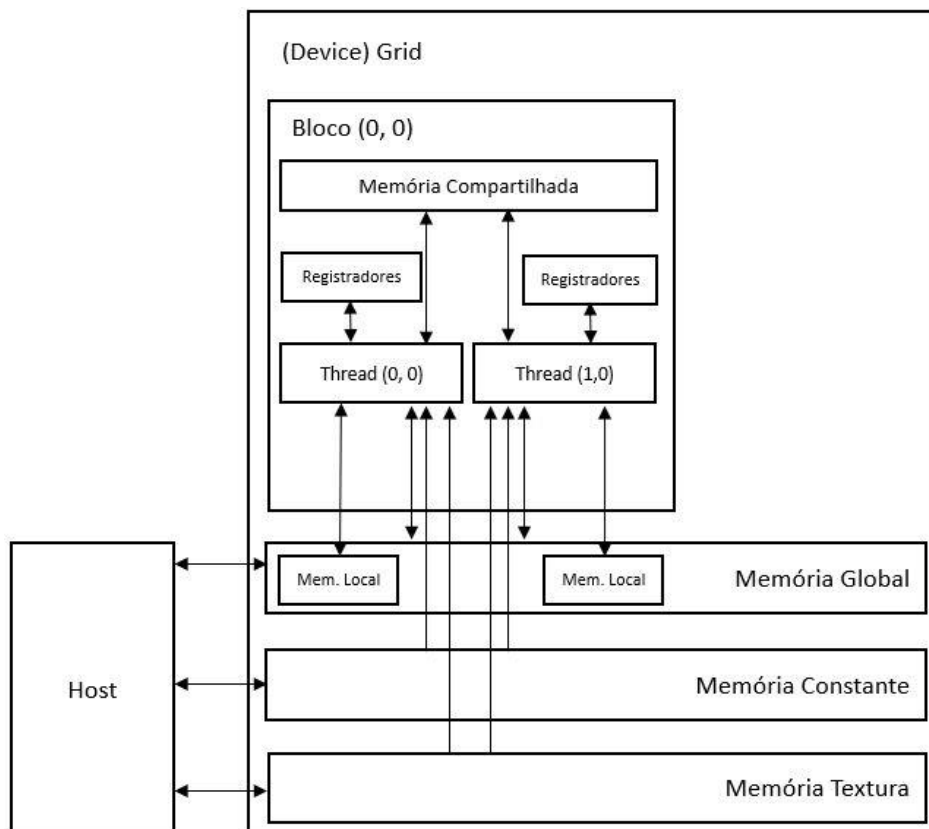 (Device) Grid
Bloco (0, 0)
Memória Compartilhada
Registradores
Registradores
Thread (0, 0)
Thread (1,0)
Mem. Local
Mem. Local
Memória Global
Host
Memória Constante
Memória Textura